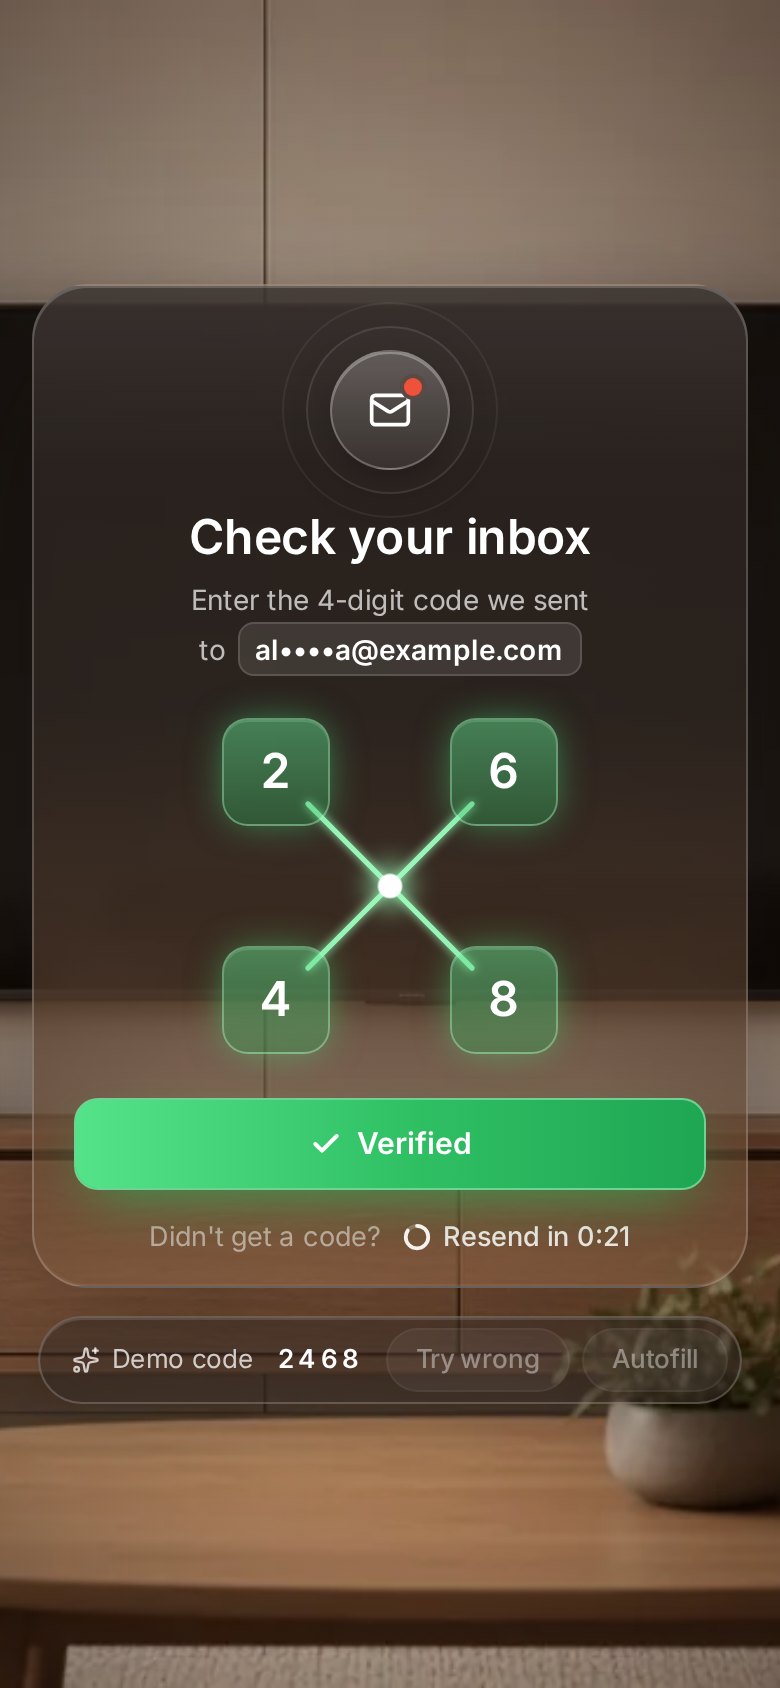 Check your inbox
Enter the 4-digit code we sent
to al••••a@example.com
2 6
4 8
Verified
Didn't get a code? Resend in 0:21
Demo code 2468 Try wrong Autofill